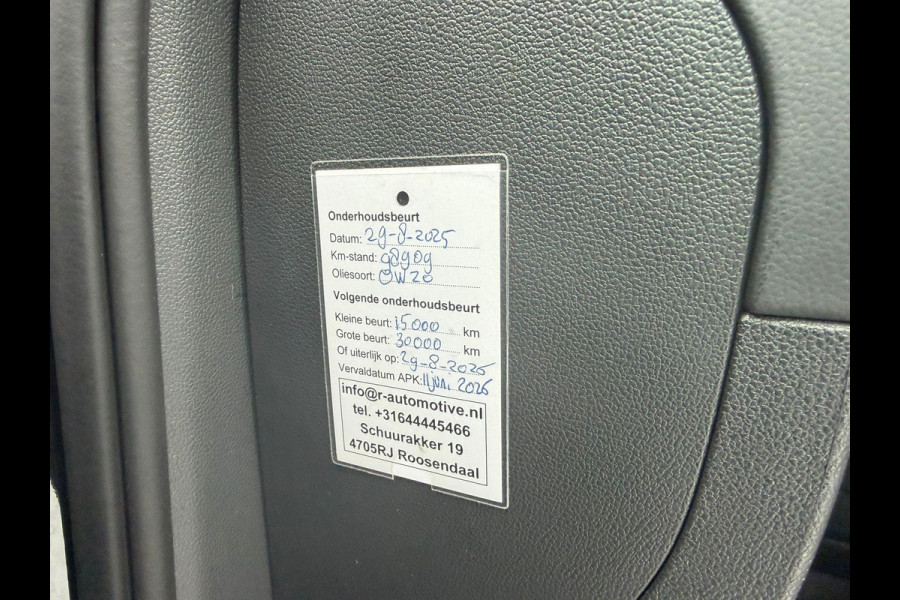 Onderhoudsbeurt
Datum: 29-8-2025
Km-stand: 98909
Oliesoort: 0W20
Volgende onderhoudsbeurt
Kleine beurt: 15000 km
Grote beurt: 30000 km
Of uiterlijk op: 29-8-2026
Vervaldatum APK: 11 juni 2026
info@r-automotive.nl
tel. +31644445466
Schuurakker 19
4705RJ Roosendaal